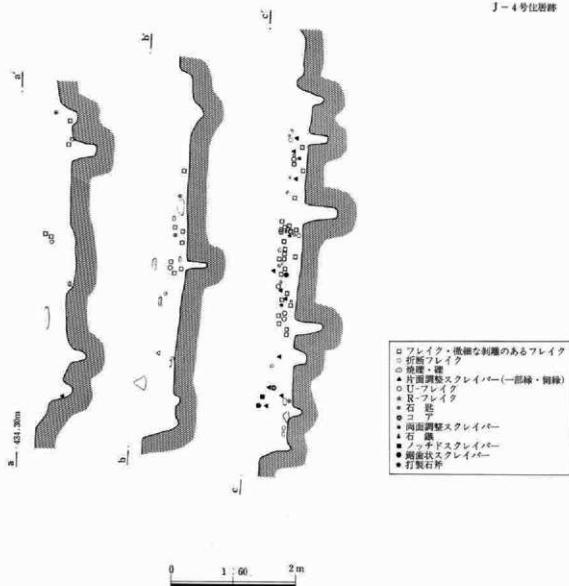 J－4号住居跡
a'
b'
c'
a 434.30m
b
c
フレイク・微細な剝離のあるフレイク
折断フレイク
焼礫・礫
片面調整スクレイパー(一部縁・側縁)
U-フレイク
R-フレイク
石 匙
コ ア
両面調整スクレイパー
石 鏃
ノッチドスクレイパー
鋸歯状スクレイパー
打製石斧
0 1：60 2m